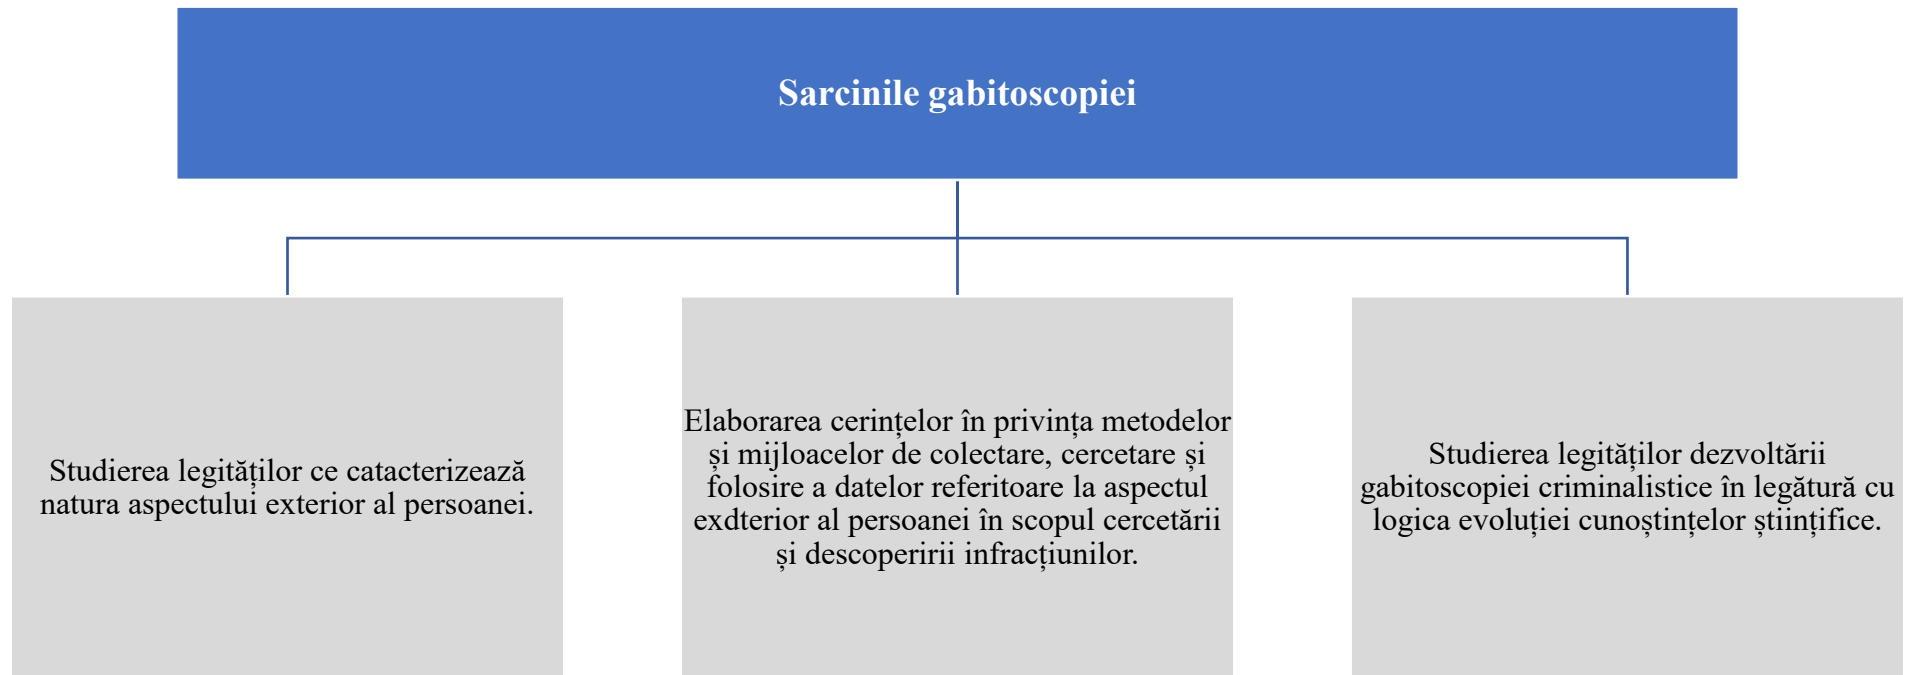 Sarcinile gabitoscopiei
Studierea legităților ce catacterizează
natura aspectului exterior al persoanei.
Elaborarea cerințelor în privința metodelor
și mijloacelor de colectare, cercetare și
folosire a datelor referitoare la aspectul
exdterior al persoanei în scopul cercetării
și descoperirii infracțiunilor.
Studierea legităților dezvoltării
gabitoscopiei criminalistice în legătură cu
logica evoluției cunoștințelor științifice.